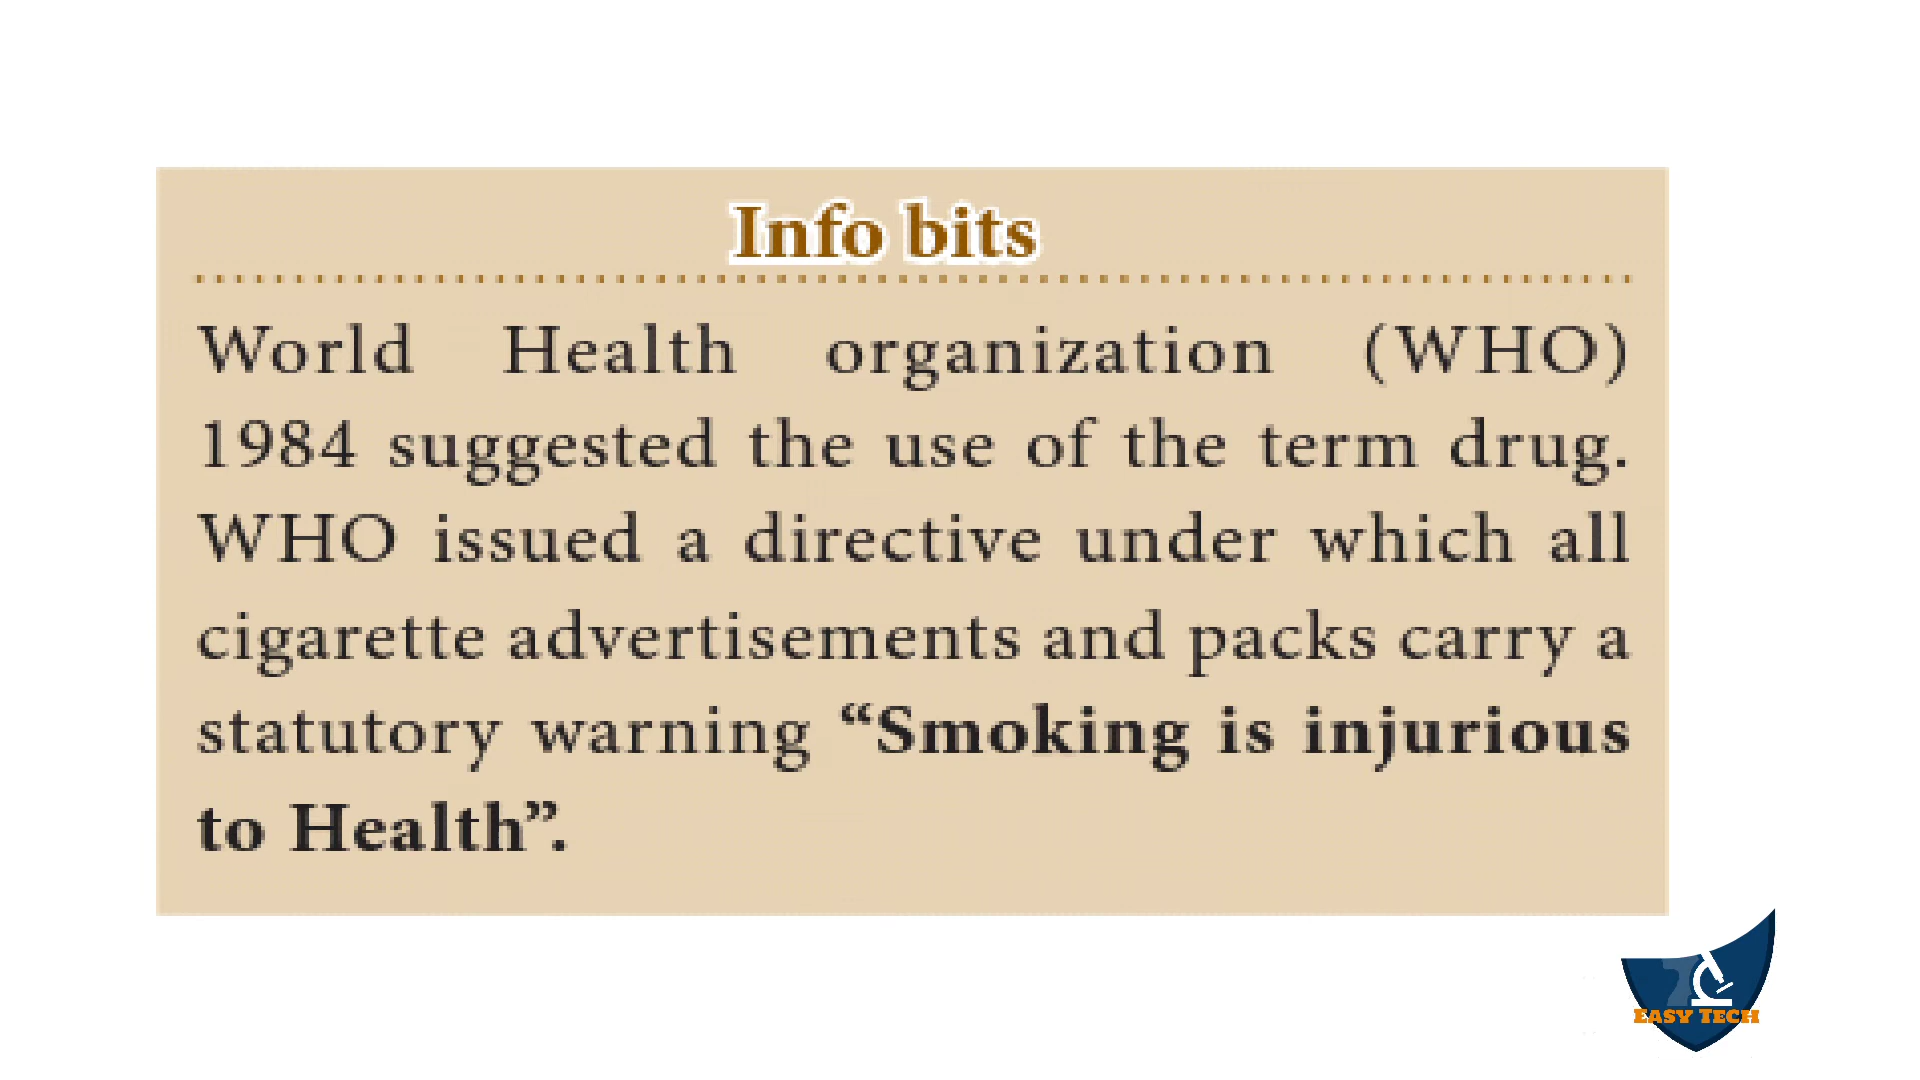 Info bits
World Health organization (WHO)
1984 suggested the use of the term drug.
WHO issued a directive under which all
cigarette advertisements and packs carry a
statutory warning “Smoking is injurious
to Health”.
EASY TECH